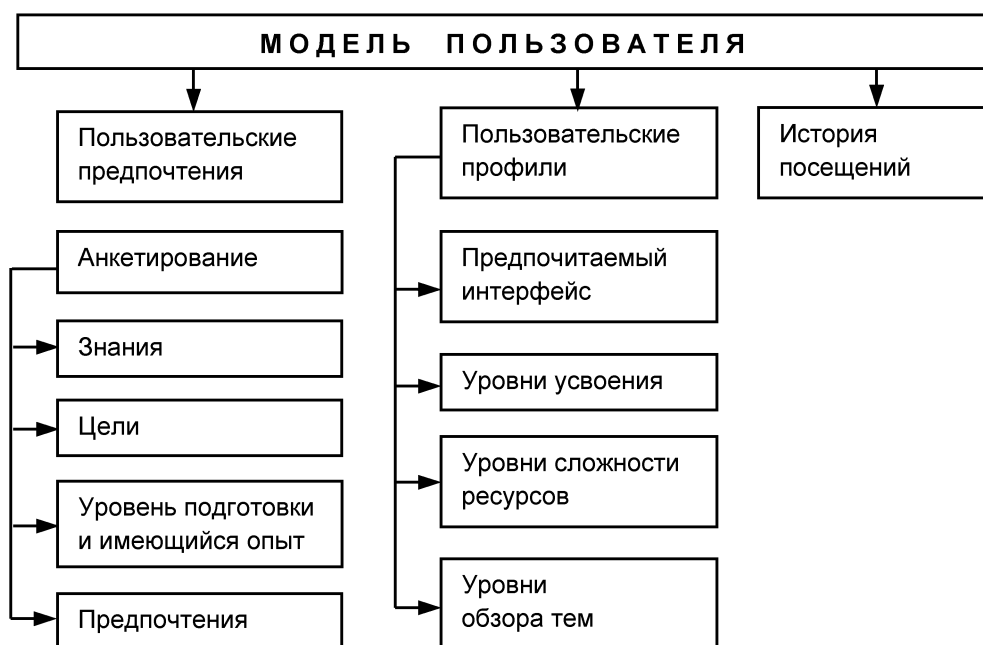 МОДЕЛЬ ПОЛЬЗОВАТЕЛЯ
Пользовательские
предпочтения
Анкетирование
Знания
Цели
Уровень подготовки
и имеющийся опыт
Предпочтения
Пользовательские
профили
Предпочитаемый
интерфейс
Уровни усвоения
Уровни сложности
ресурсов
Уровни
обзора тем
История
посещений